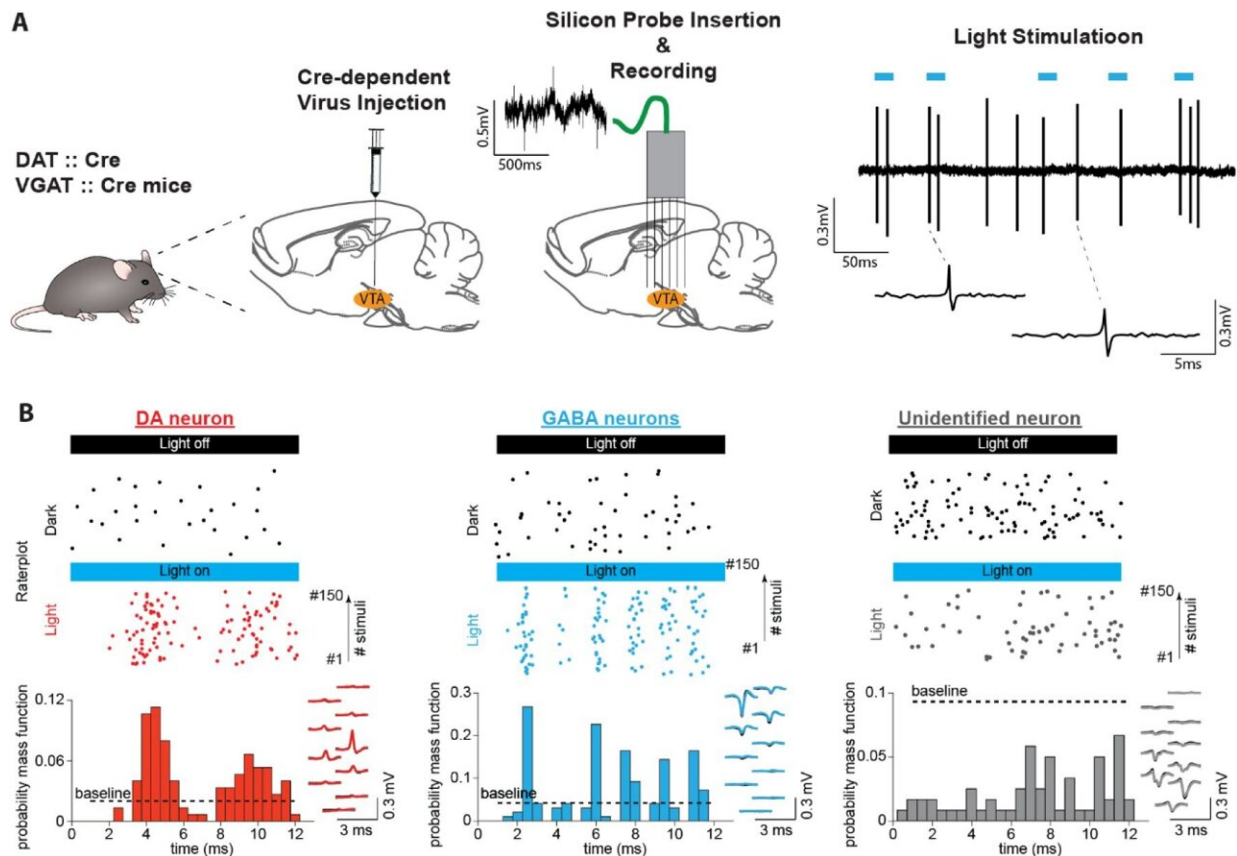 A
DAT :: Cre
VGAT :: Cre mice
Cre-dependent
Virus Injection
VTA
Silicon Probe Insertion
&
Recording
0.5mV
500ms
VTA
Light Stimulatioon
0.3mV
50ms
0.3mV
5ms
B
DA neuron
Light off
Raterplot
Dark
Light on
Light
#150
#1
# stimuli
probability mass function
0.12
0.06
0
baseline
2 4 6 8 10 12
time (ms)
0.3 mV
3 ms
GABA neurons
Light off
Dark
Light on
Light
#150
#1
# stimuli
probability mass function
0.3
0.2
0.1
0
baseline
2 4 6 8 10 12
time (ms)
0.3 mV
3 ms
Unidentified neuron
Light off
Dark
Light on
Light
#150
#1
# stimuli
probability mass function
0.1
0.05
0
baseline
2 4 6 8 10 12
time (ms)
0.3 mV
3 ms